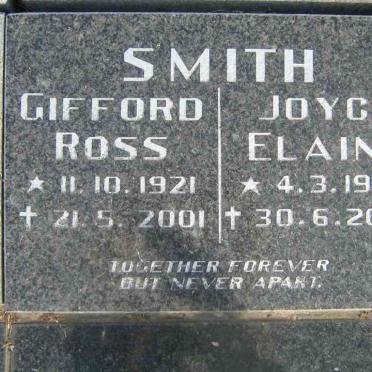 SMITH
GIFFORD ROSS
★ 11.10.1921
✝ 21.5.2001
ELAIN
★ 4.3.19
✝ 30.6.20
TOGETHER FOREVER
BUT NEVER APART.